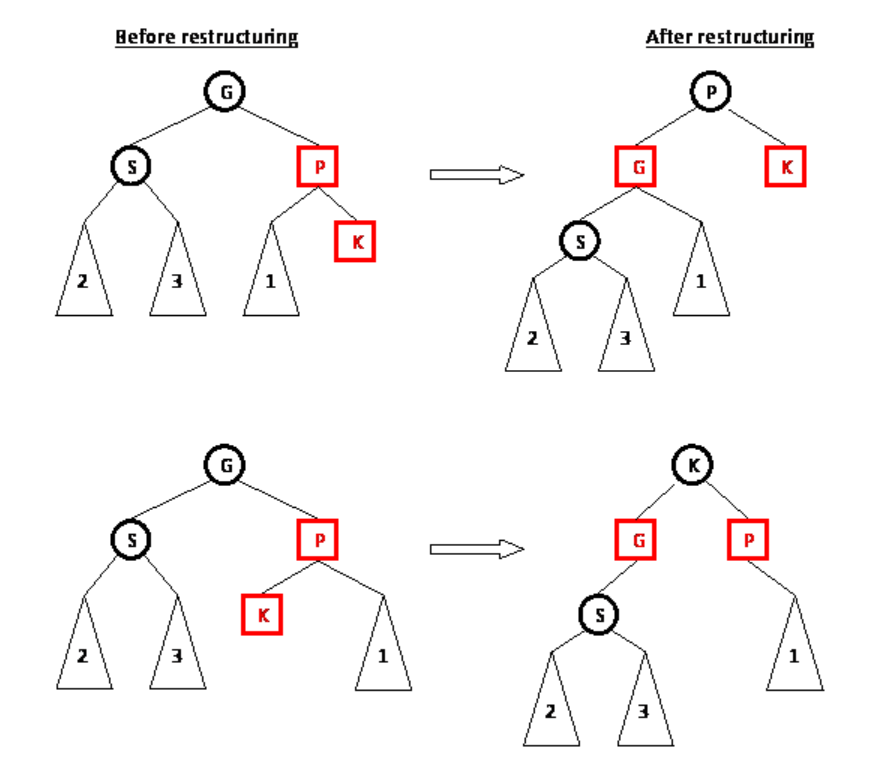 Before restructuring After restructuring
G P
S P G K
K S
2 3 1 1
2 3
G K
S P G P
K S
2 3 1 1
2 3